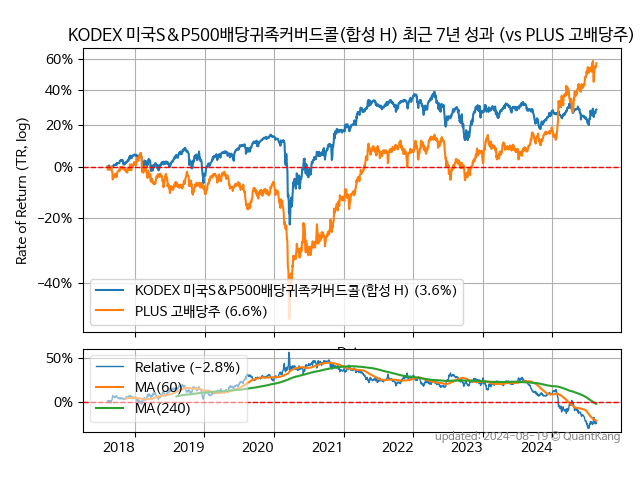 KODEX 미국S&P500배당귀족커버드콜(합성 H) 최근 7년 성과 (vs PLUS 고배당주)
Rate of Return (TR, log)
60%
40%
20%
0%
−20%
−40%
KODEX 미국S&P500배당귀족커버드콜(합성 H) (3.6%)
PLUS 고배당주 (6.6%)
50%
0%
Relative (-2.8%)
MA(60)
MA(240)
2018 2019 2020 2021 2022 2023 2024
updated: 2024-08-19 © QuantKang